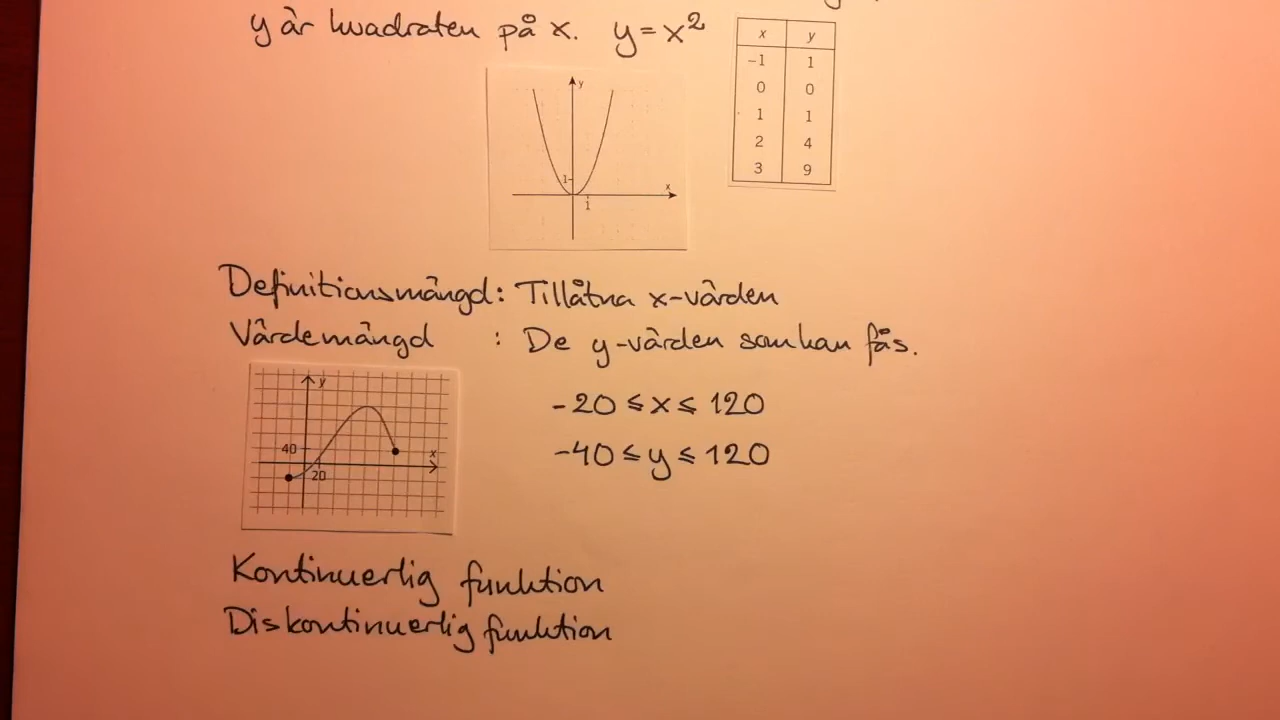 y är kvadraten på x. y = x²
x y
-1 1
0 0
1 1
2 4
3 9
y
1
x
1
Definitionsmängd: Tillåtna x-värden
Värdemängd : De y-värden som kan fås.
y
40
x
20
-20 ≤ x ≤ 120
-40 ≤ y ≤ 120
Kontinuerlig funktion
Diskontinuerlig funktion